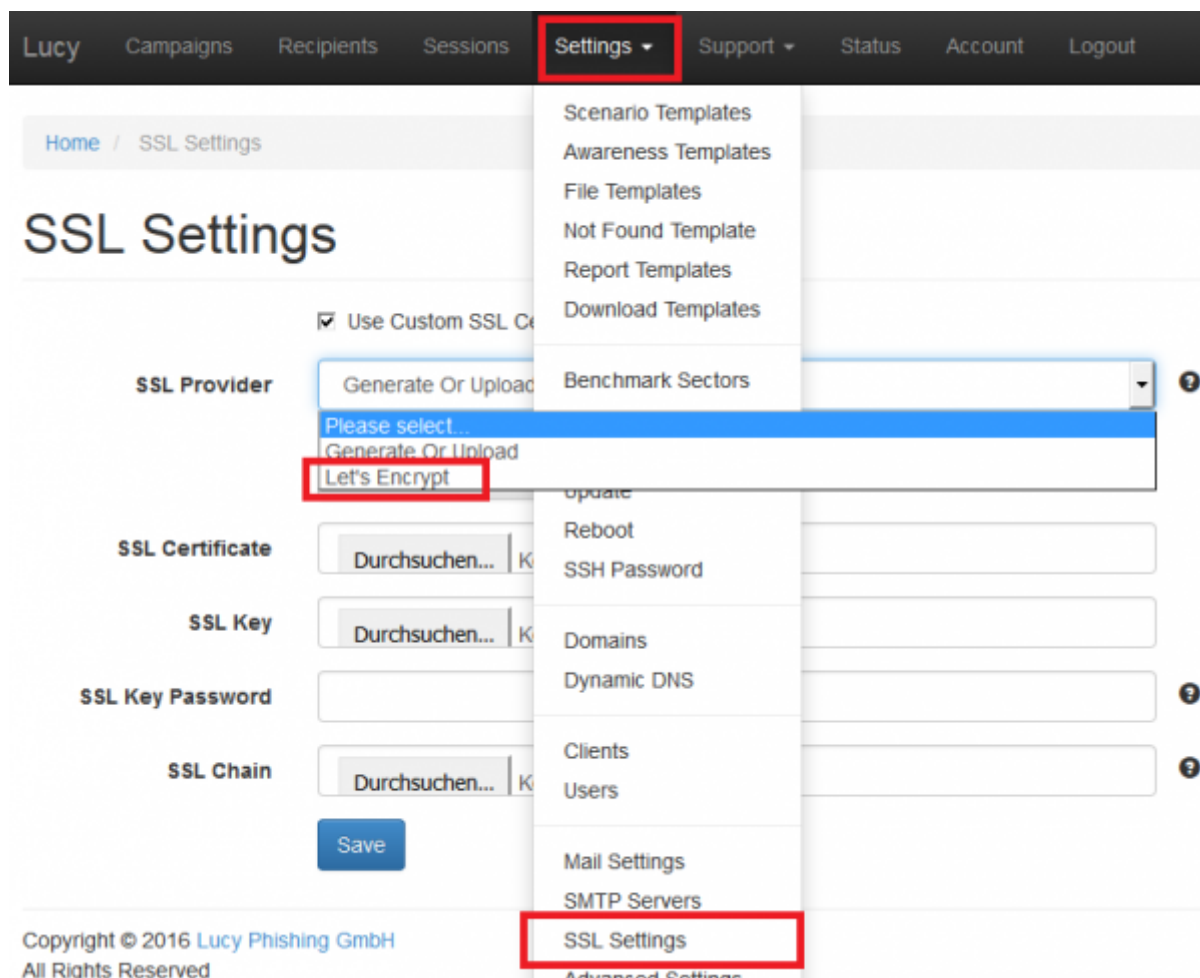 Lucy Campaigns Recipients Sessions Settings Support Status Account Logout
Home / SSL Settings
SSL Settings
Scenario Templates
Awareness Templates
File Templates
Not Found Template
Report Templates
Download Templates
Benchmark Sectors
Update
Reboot
SSH Password
Domains
Dynamic DNS
Clients
Users
Mail Settings
SMTP Servers
SSL Settings
Advanced Settings
Use Custom SSL
SSL Provider
Generate Or Upload
Please select...
Generate Or Upload
Let's Encrypt
SSL Certificate
Durchsuchen...
SSL Key
Durchsuchen...
SSL Key Password
SSL Chain
Durchsuchen...
Save
Copyright © 2016 Lucy Phishing GmbH
All Rights Reserved